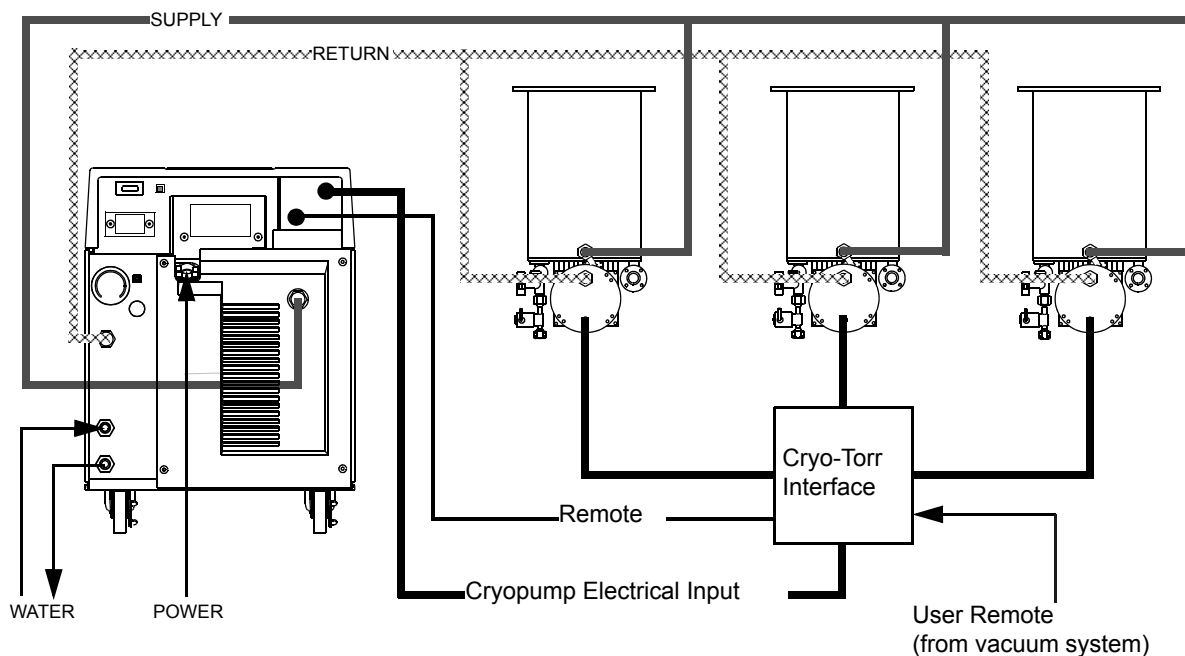 SUPPLY
RETURN
Cryo-Torr
Interface
Remote
Cryopump Electrical Input
WATER
POWER
User Remote
(from vacuum system)